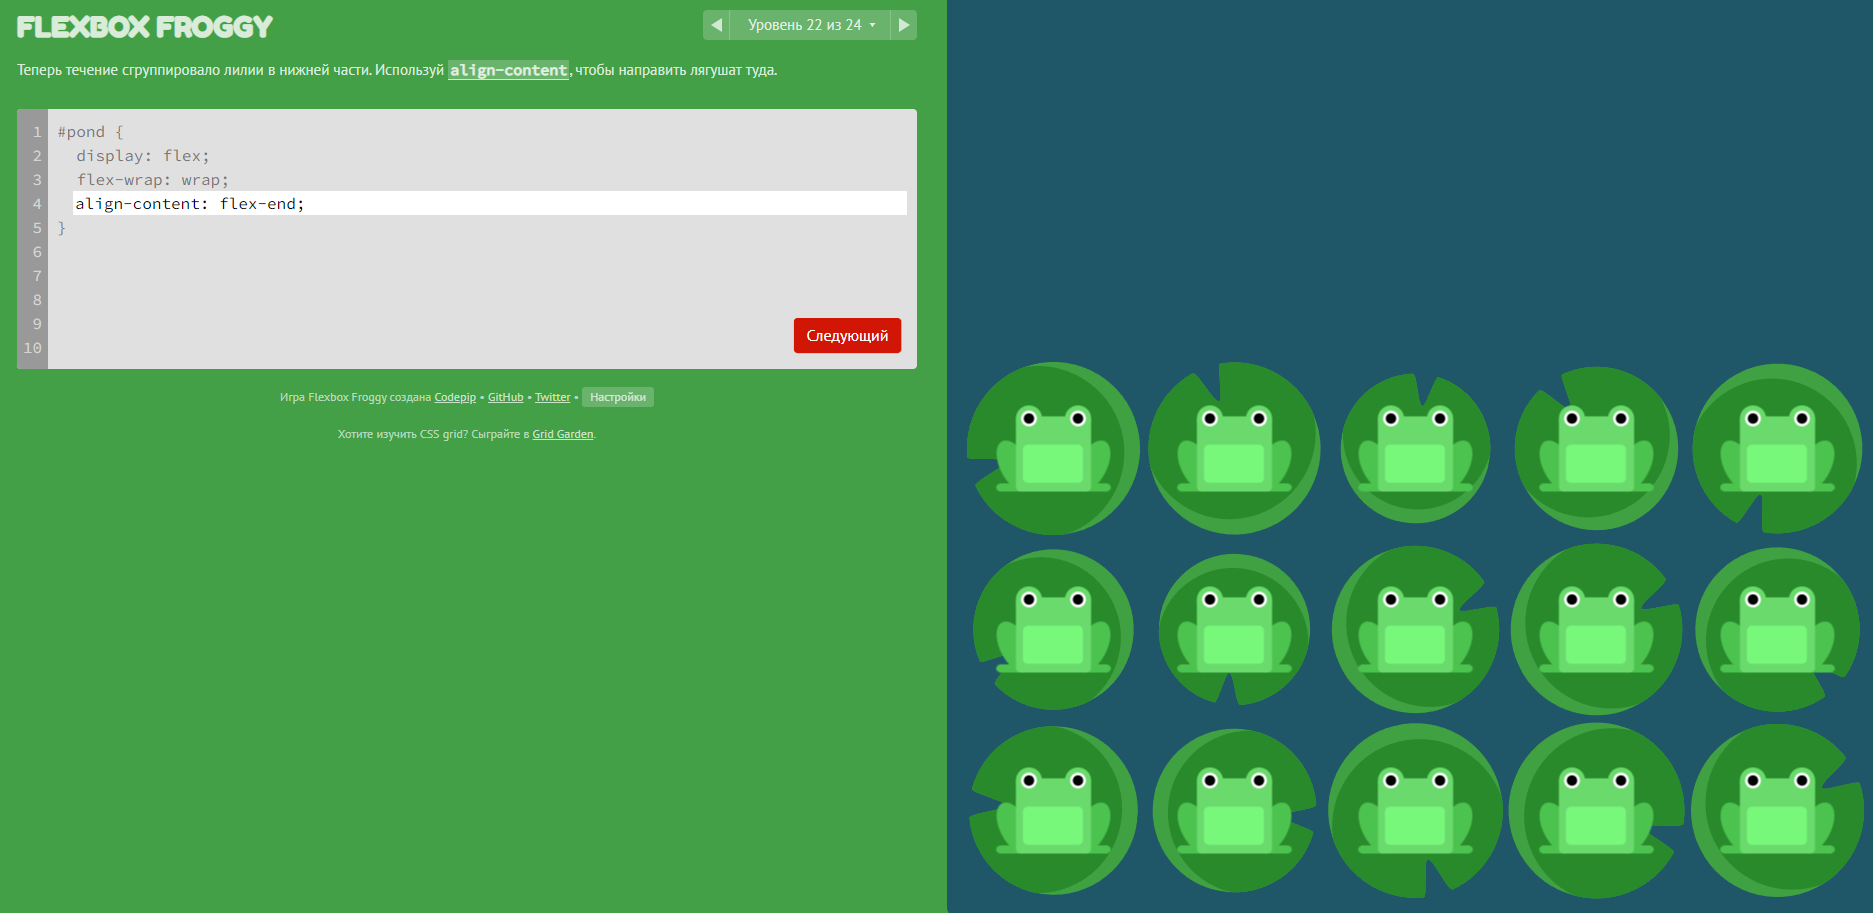 FLEXBOX FROGGY
Уровень 22 из 24
Теперь течение сгруппировало лилии в нижней части. Используй align-content, чтобы направить лягушат туда.
1 #pond {
2 display: flex;
3 flex-wrap: wrap;
4 align-content: flex-end;
5 }
6
7
8
9
10
Следующий
Игра Flexbox Froggy создана Codepip • GitHub • Twitter • Настройки
Хотите изучить CSS grid? Сыграйте в Grid Garden.